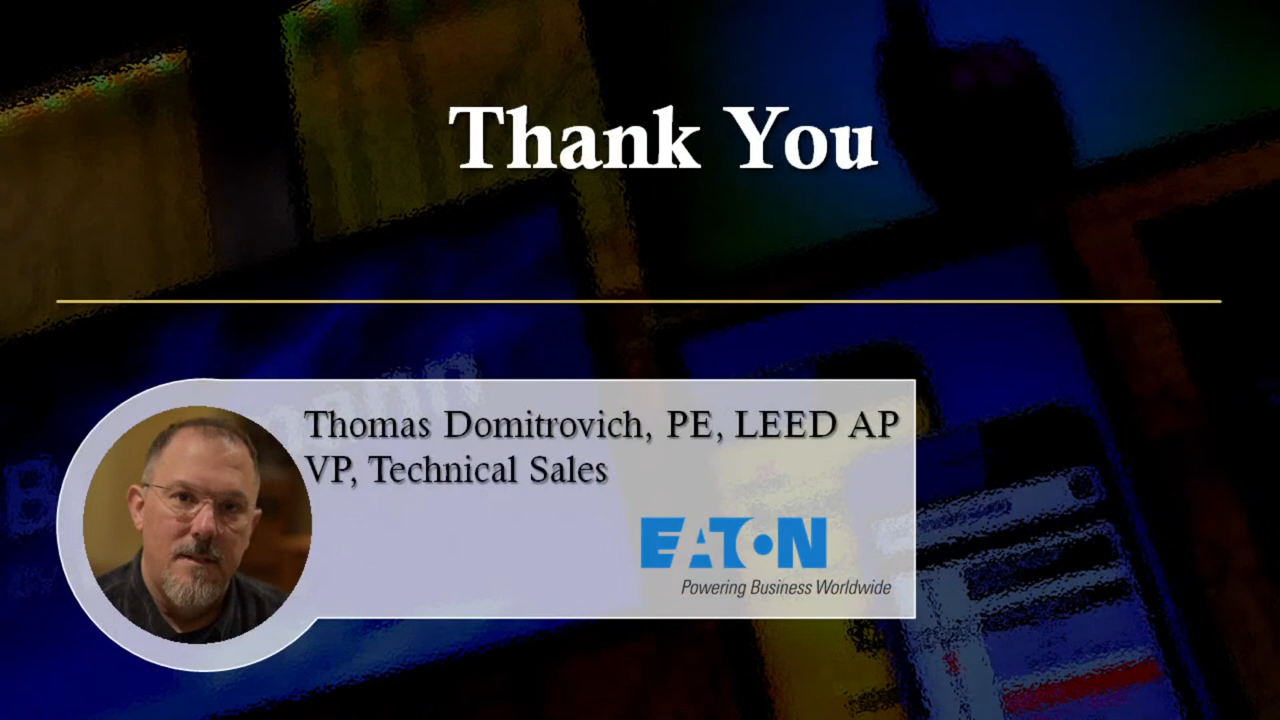 Thank You
Thomas Domitrovich, PE, LEED AP
VP, Technical Sales
EATON
Powering Business Worldwide